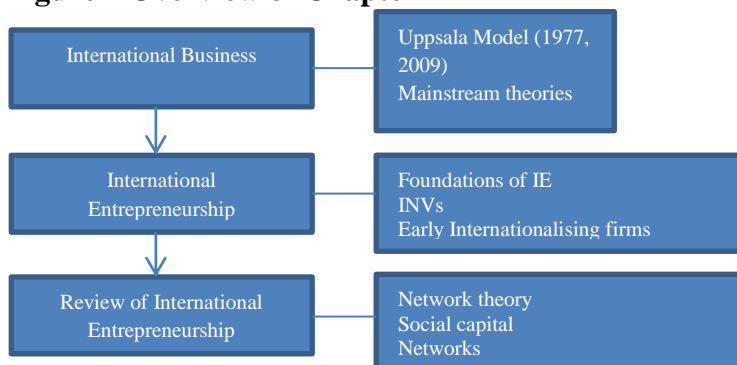 International Business
Uppsala Model (1977,
2009)
Mainstream theories
International
Entrepreneurship
Foundations of IE
INVs
Early Internationalising firms
Review of International
Entrepreneurship
Network theory
Social capital
Networks